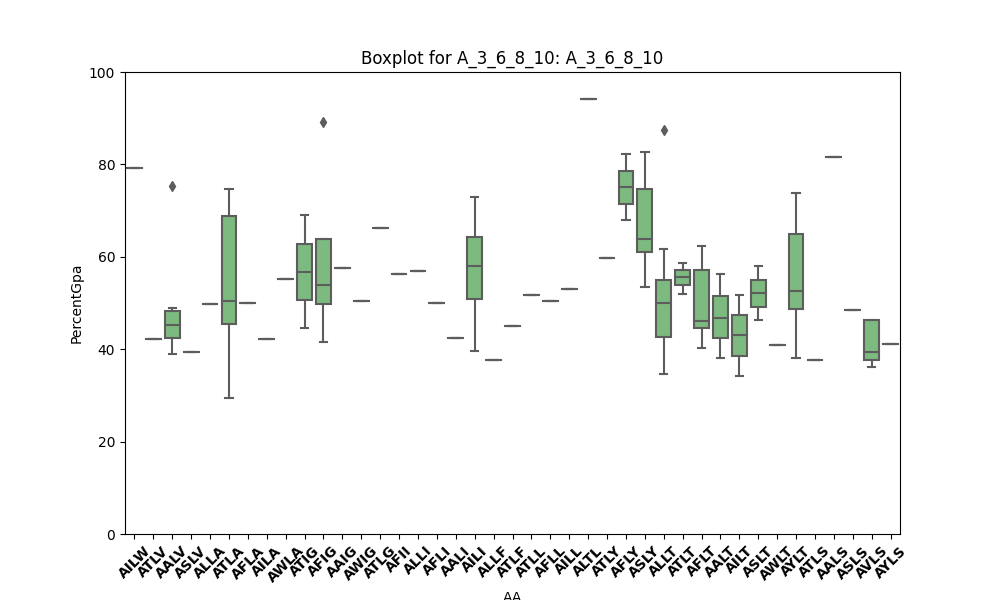 Boxplot for A_3_6_8_10: A_3_6_8_10
PercentGpa
100
80
60
40
20
0
AILW
ATLV
AALV
ASLV
ALLA
ATLA
AFLA
AILA
AWLA
ATIG
AFIG
AAIG
AWIG
ATLG
AFII
ALLI
AFLI
AALI
AILI
ALLF
ATLF
ATLL
AFLL
AILL
ALTL
ATLY
AFLY
ASLY
ALLT
ATLT
AFLT
AALT
AILT
ASLT
AWLT
AYLT
ATLS
AALS
ASLS
AVLS
AYLS
AA